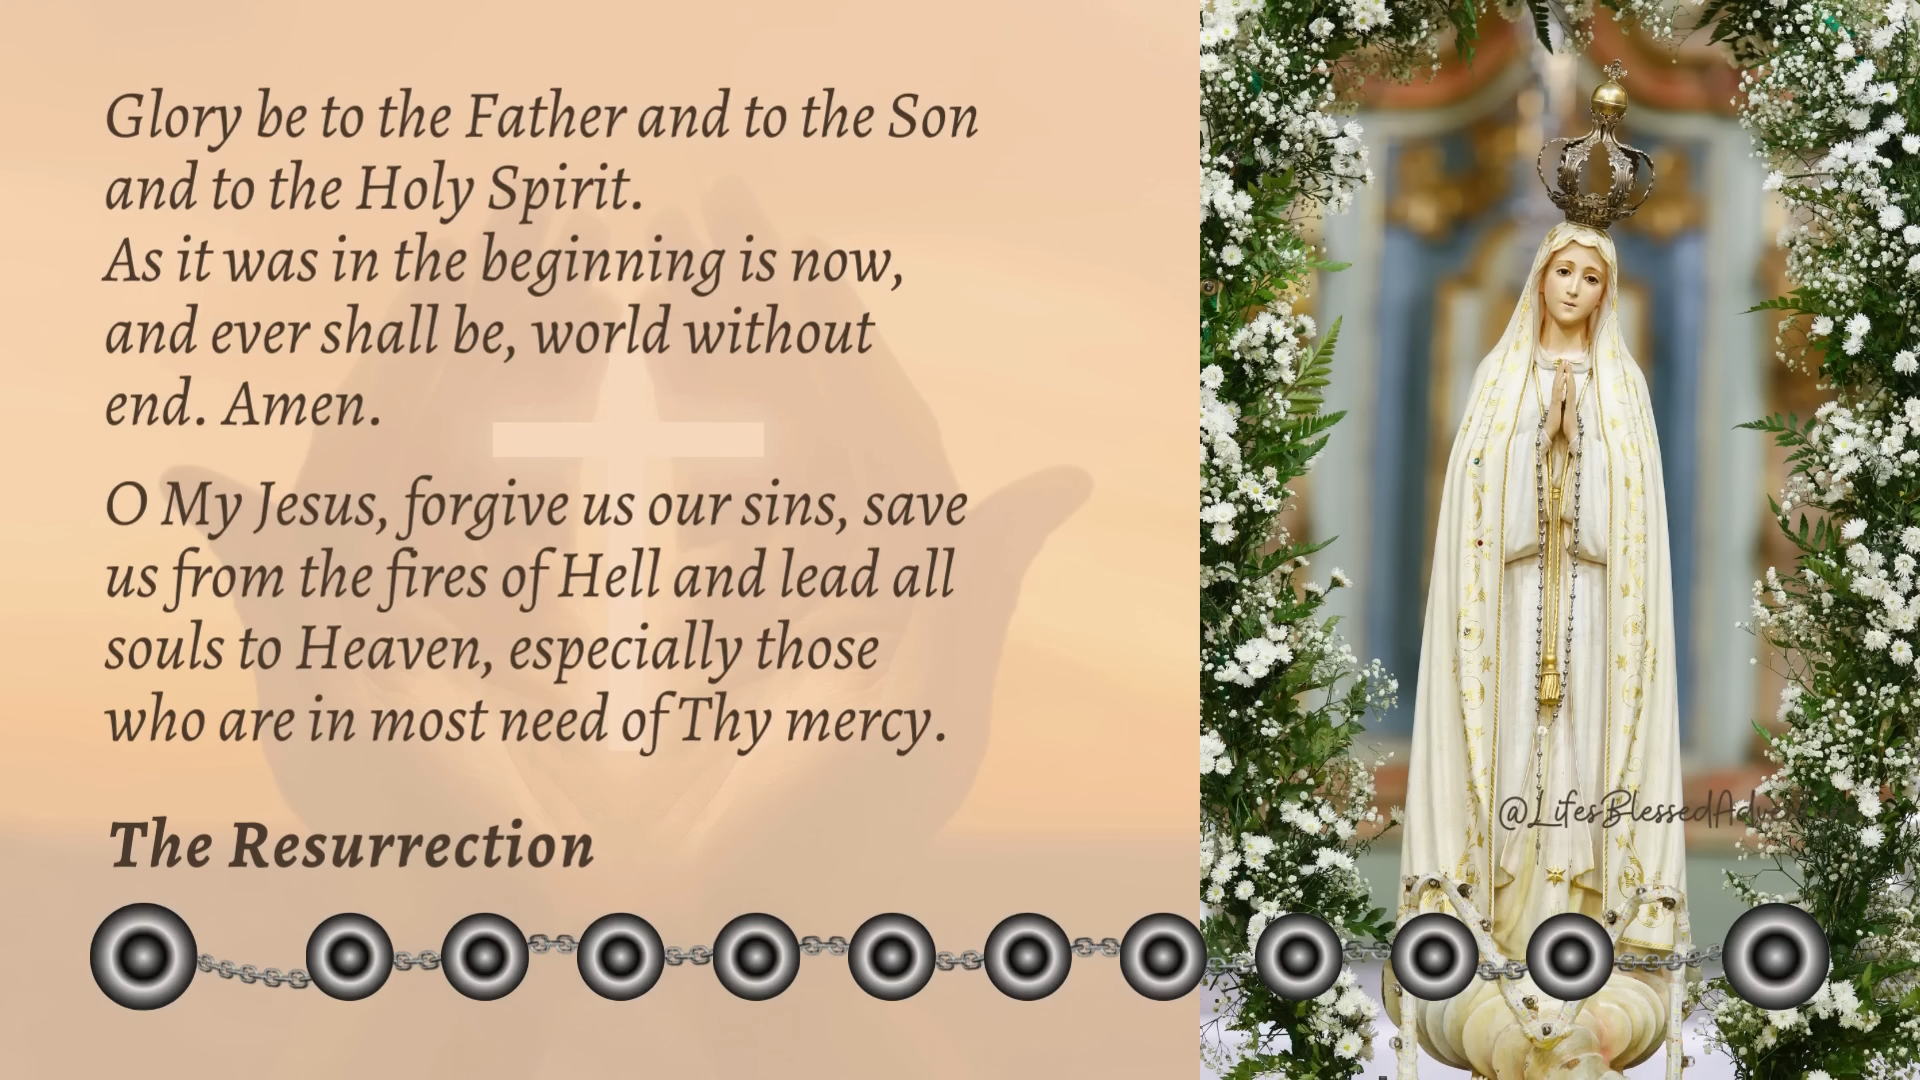 Glory be to the Father and to the Son
and to the Holy Spirit.
As it was in the beginning is now,
and ever shall be, world without
end. Amen.
O My Jesus, forgive us our sins, save
us from the fires of Hell and lead all
souls to Heaven, especially those
who are in most need of Thy mercy.
The Resurrection